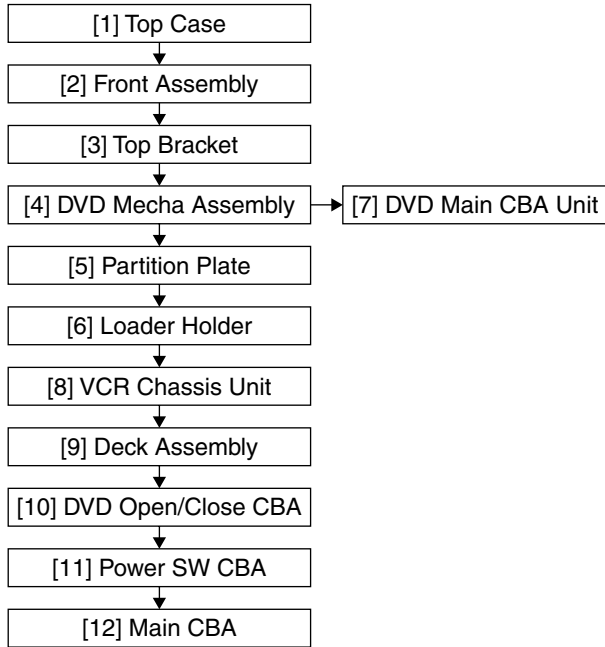 [1] Top Case
[2] Front Assembly
[3] Top Bracket
[4] DVD Mecha Assembly
[7] DVD Main CBA Unit
[5] Partition Plate
[6] Loader Holder
[8] VCR Chassis Unit
[9] Deck Assembly
[10] DVD Open/Close CBA
[11] Power SW CBA
[12] Main CBA